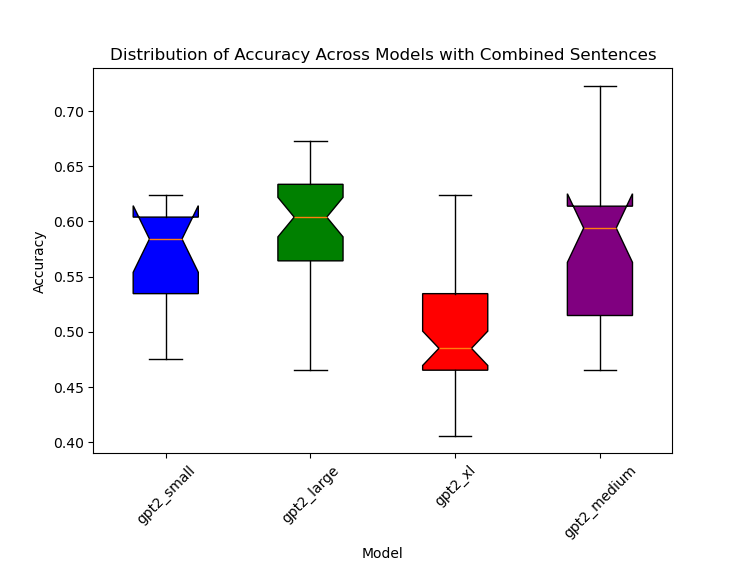 Distribution of Accuracy Across Models with Combined Sentences
Accuracy
0.70
0.65
0.60
0.55
0.50
0.45
0.40
gpt2_small
gpt2_large
gpt2_xl
gpt2_medium
Model